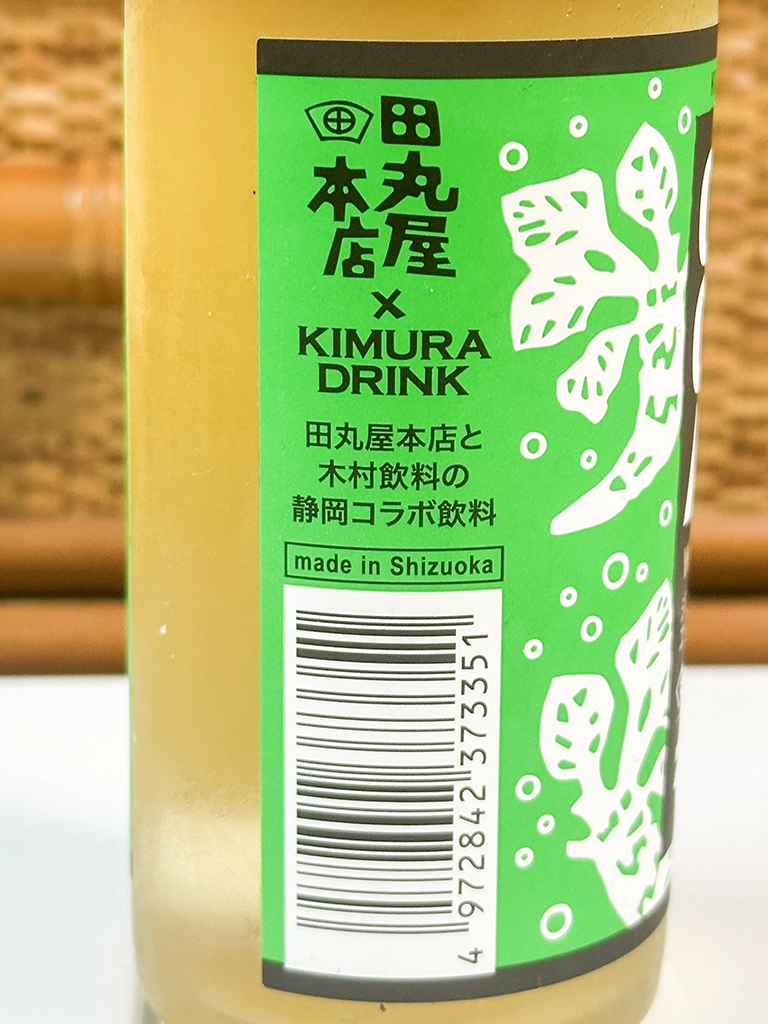 田丸屋
本店
×
KIMURA
DRINK
田丸屋本店と
木村飲料の
静岡コラボ飲料
made in Shizuoka
4 972842 373351